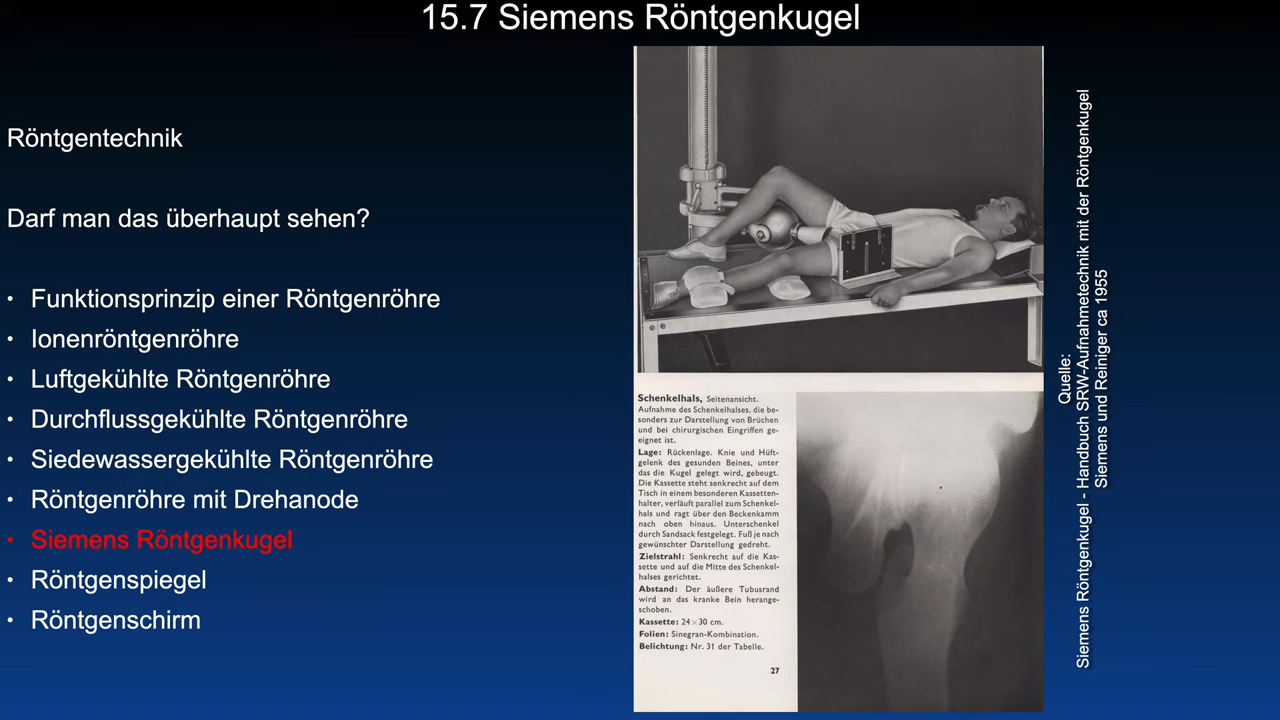 15.7 Siemens Röntgenkugel
Röntgentechnik
Darf man das überhaupt sehen?
• Funktionsprinzip einer Röntgenröhre
• Ionenröntgenröhre
• Luftgekühlte Röntgenröhre
• Durchflussgekühlte Röntgenröhre
• Siedewassergekühlte Röntgenröhre
• Röntgenröhre mit Drehanode
• Siemens Röntgenkugel
• Röntgenspiegel
• Röntgenschirm
Schenkelhals, Seitenansicht.
Aufnahme des Schenkelhalses, die be-
sonders zur Darstellung von Brüchen
und bei chirurgischen Eingriffen ge-
eignet ist.
Lage: Rückenlage. Knie und Hüft-
gelenk des gesunden Beines, unter
das die Kugel gelegt wird, gebeugt.
Die Kassette steht senkrecht auf dem
Tisch in einem besonderen Kassetten-
halter, verläuft parallel zum Schenkel-
hals und ragt über den Beckenkamm
nach oben hinaus. Unterschenkel
durch Sandsack festgelegt. Fuß je nach
gewünschter Darstellung gedreht.
Zielstrahl: Senkrecht auf die Kas-
sette und auf die Mitte des Schenkel-
halses gerichtet.
Abstand: Der äußere Tubusrand
wird an das kranke Bein herange-
schoben.
Kassette: 24×30 cm.
Folien: Sinegran-Kombination.
Belichtung: Nr. 31 der Tabelle.
27
Quelle:
Siemens Röntgenkugel - Handbuch SRW-Aufnahmetechnik mit der Röntgenkugel
Siemens und Reiniger ca 1955